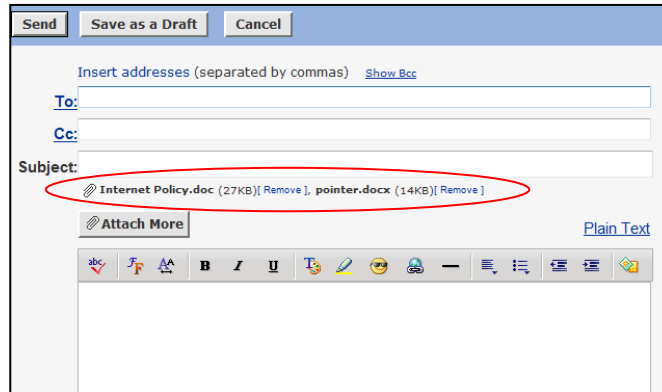 Send Save as a Draft Cancel
Insert addresses (separated by commas) Show Bcc
To:
Cc:
Subject:
Internet Policy.doc (27KB)[ Remove ], pointer.docx (14KB)[ Remove ]
Attach More
Plain Text
abc F F A A B I U T